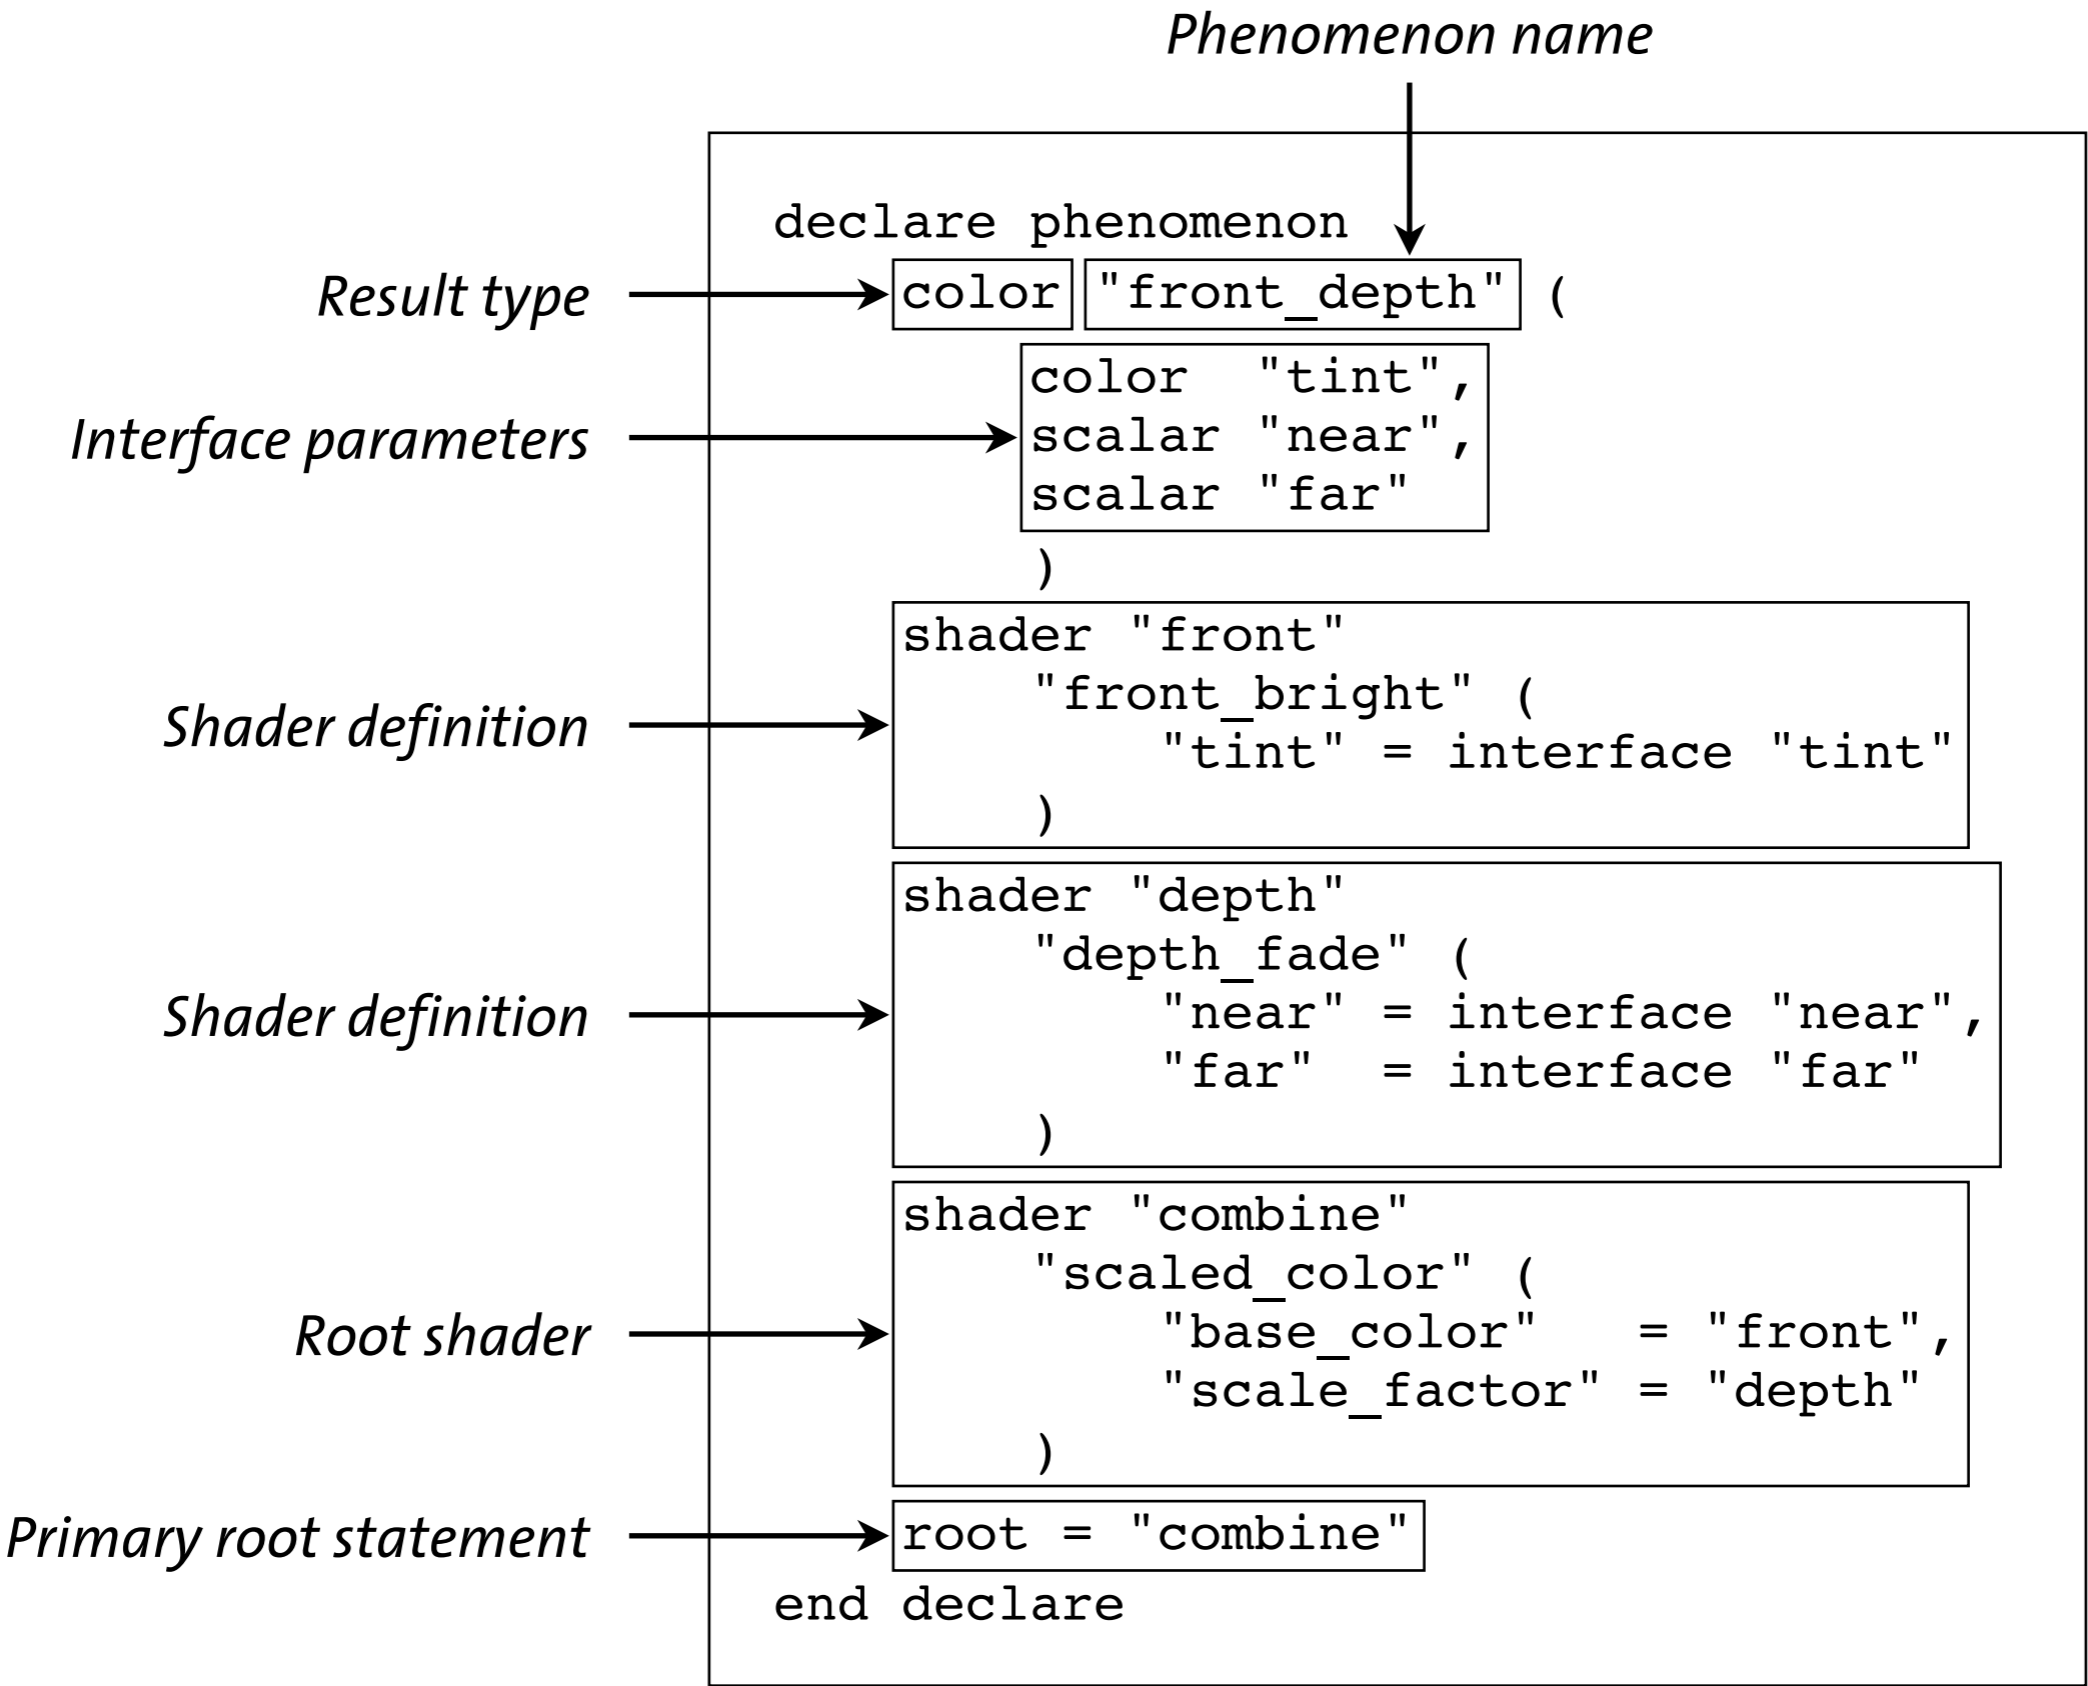 Phenomenon name
declare phenomenon
Result type color "front_depth" (
color "tint",
Interface parameters scalar "near",
scalar "far"
)
shader "front"
"front_bright" (
Shader definition
"tint" = interface "tint"
)
shader "depth"
"depth_fade" (
Shader definition "near" = interface "near",
"far" = interface "far"
)
shader "combine"
"scaled_color" (
Root shader "base_color" = "front",
"scale_factor" = "depth"
)
Primary root statement root = "combine"
end declare